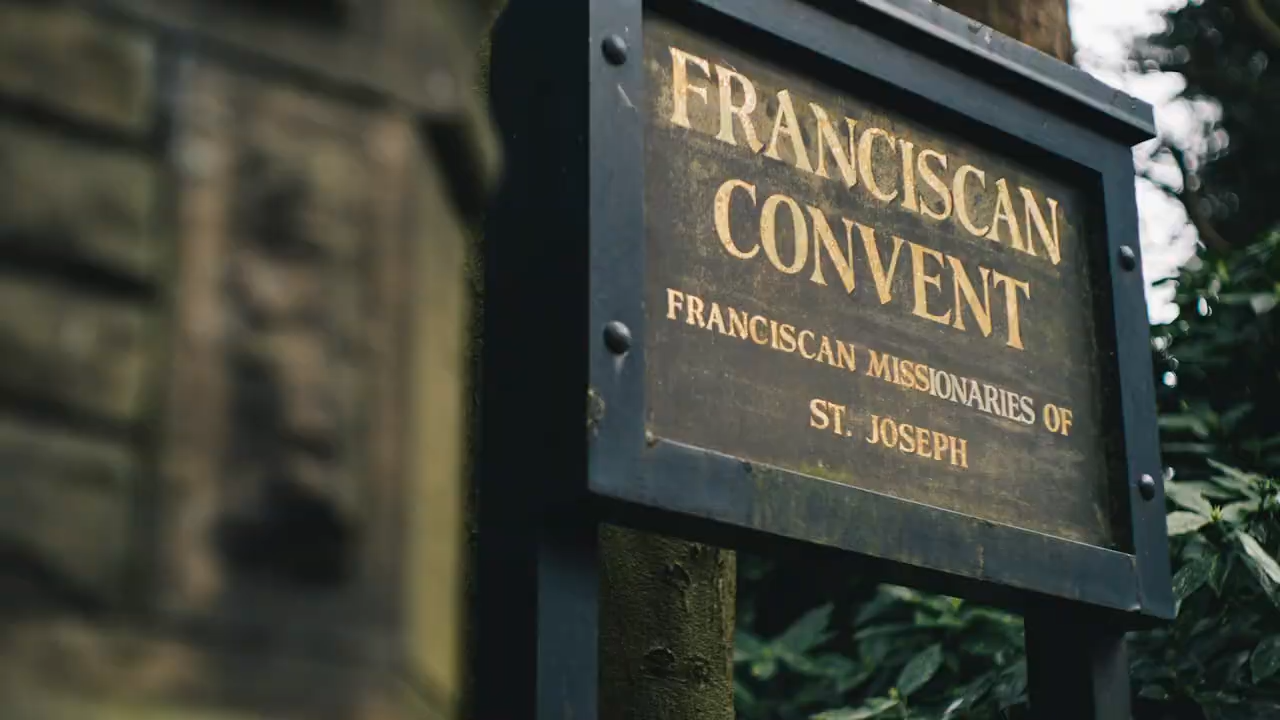 FRANCISCAN
CONVENT
FRANCISCAN MISSIONARIES OF
ST. JOSEPH